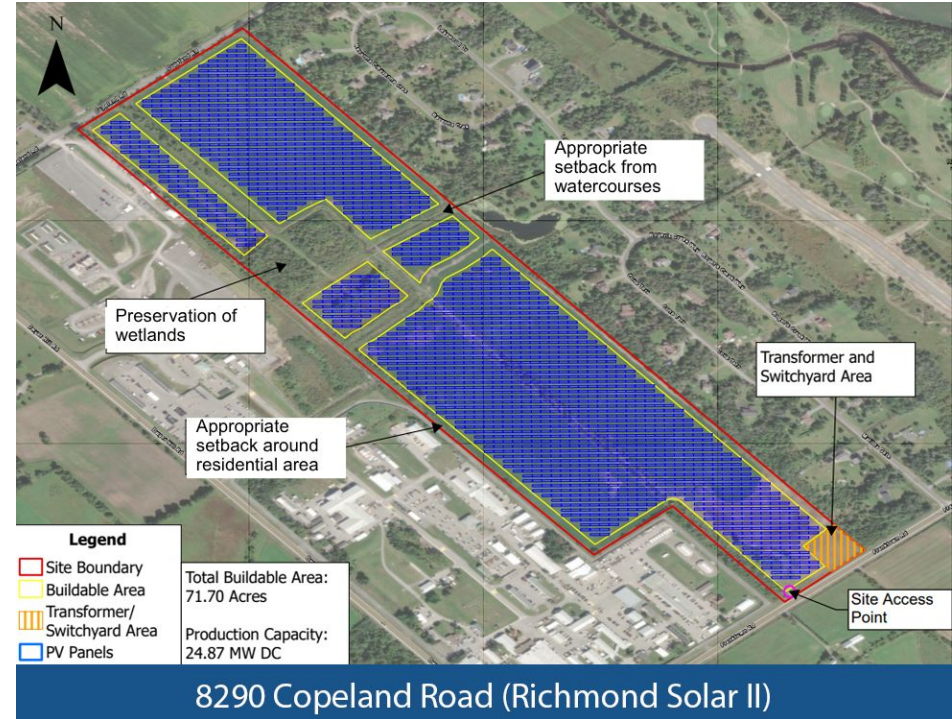 N
Appropriate
setback from
watercourses
Preservation of
wetlands
Transformer and
Switchyard Area
Appropriate
setback around
residential area
Site Access
Point
Legend
Site Boundary
Buildable Area
Transformer/
Switchyard Area
PV Panels
Total Buildable Area:
71.70 Acres
Production Capacity:
24.87 MW DC
8290 Copeland Road (Richmond Solar II)